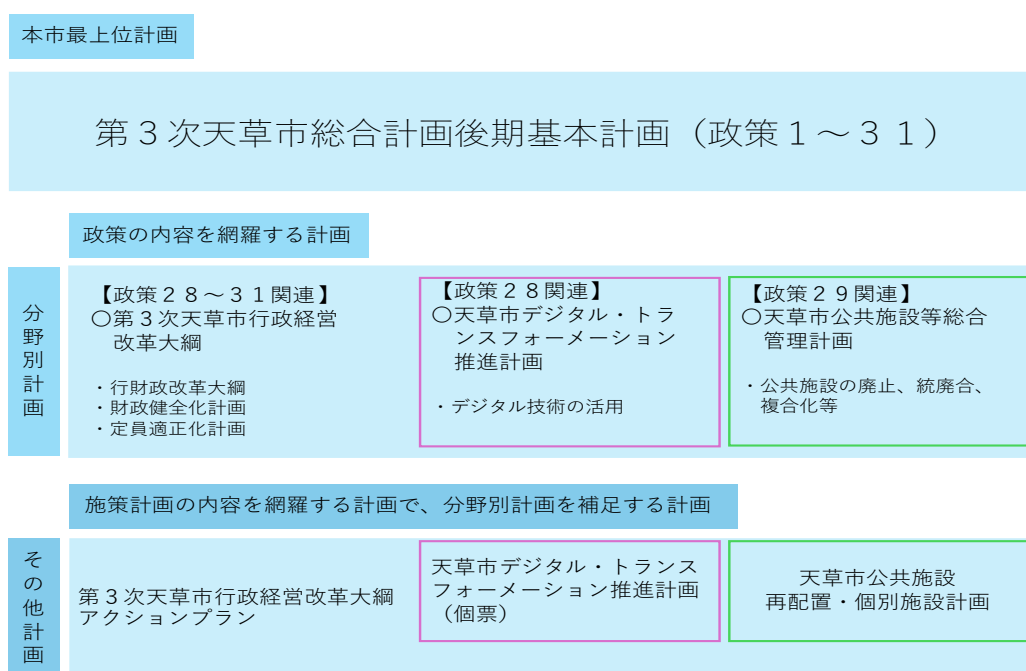 本市最上位計画
第３次天草市総合計画後期基本計画（政策１～３１）
政策の内容を網羅する計画
分野別計画
【政策２８～３１関連】
〇第３次天草市行政経営
改革大綱
・行財政改革大綱
・財政健全化計画
・定員適正化計画
【政策２８関連】
〇天草市デジタル・トラ
ンスフォーメーション
推進計画
・デジタル技術の活用
【政策２９関連】
〇天草市公共施設等総合
管理計画
・公共施設の廃止、統廃合、
複合化等
施策計画の内容を網羅する計画で、分野別計画を補足する計画
その他計画
第３次天草市行政経営改革大綱
アクションプラン
天草市デジタル・トランス
フォーメーション推進計画
（個票）
天草市公共施設
再配置・個別施設計画